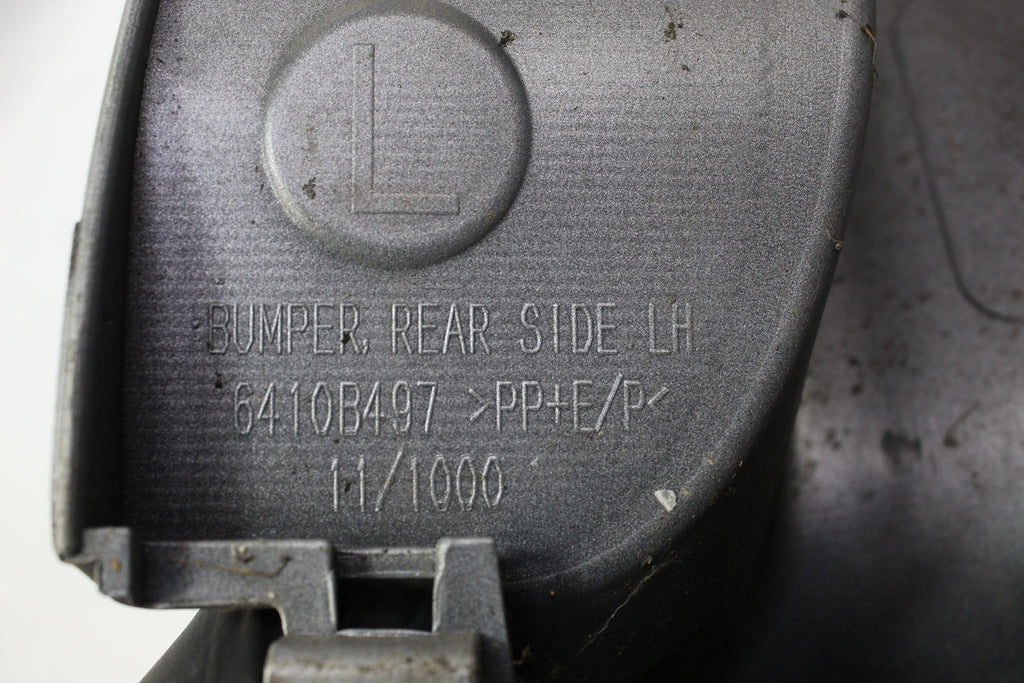 L
BUMPER, REAR SIDE LH
6410B497 >PP+E/P<
11/1000